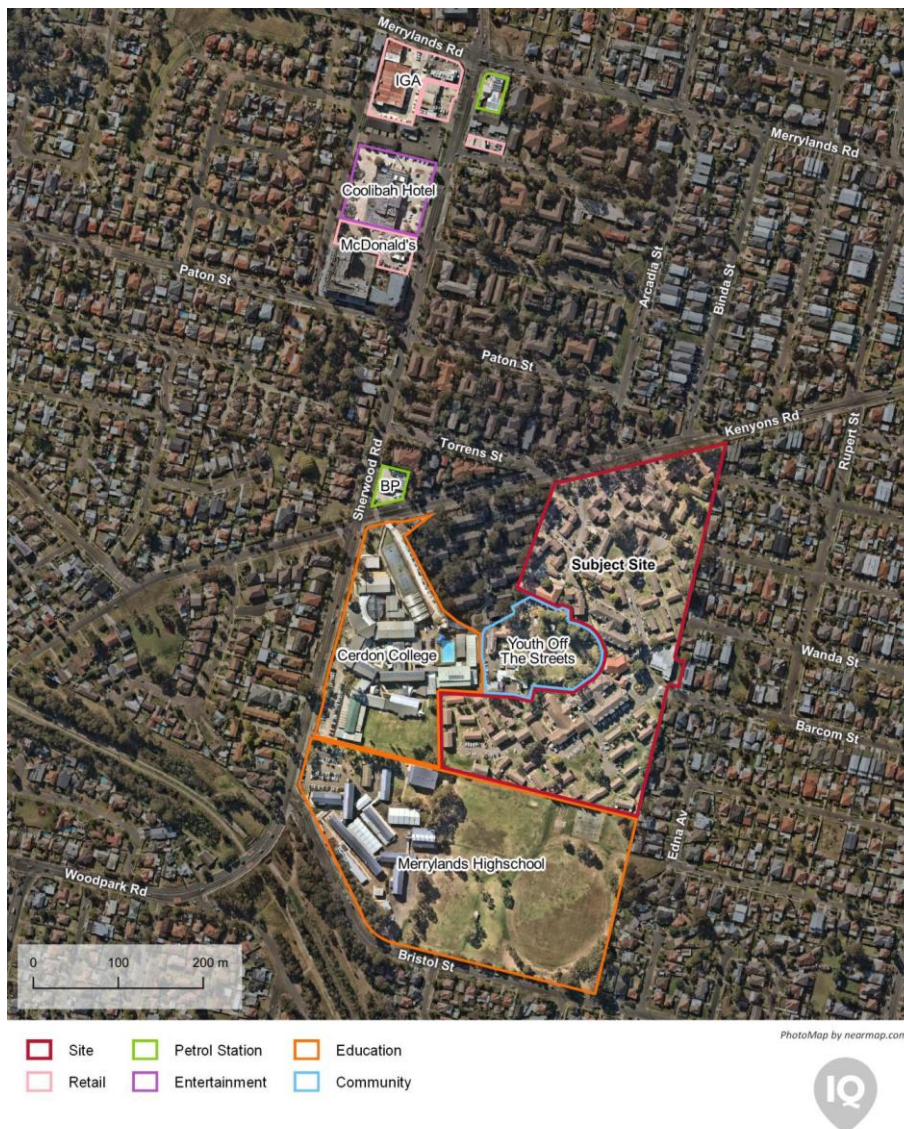 Merrylands Rd
IGA
Merrylands Rd
Coolibah Hotel
McDonald's
Arcadia St
Binda St
Paton St
Paton St
Kenyons Rd
Rupert St
Torrens St
Sherwood Rd
BP
Subject Site
Youth Off
The Streets
Cerdon College
Wanda St
Barcom St
Edna Av
Merrylands Highschool
Woodpark Rd
Bristol St
0 100 200 m
PhotoMap by nearmap.com
Site Petrol Station Education
Retail Entertainment Community
IQ